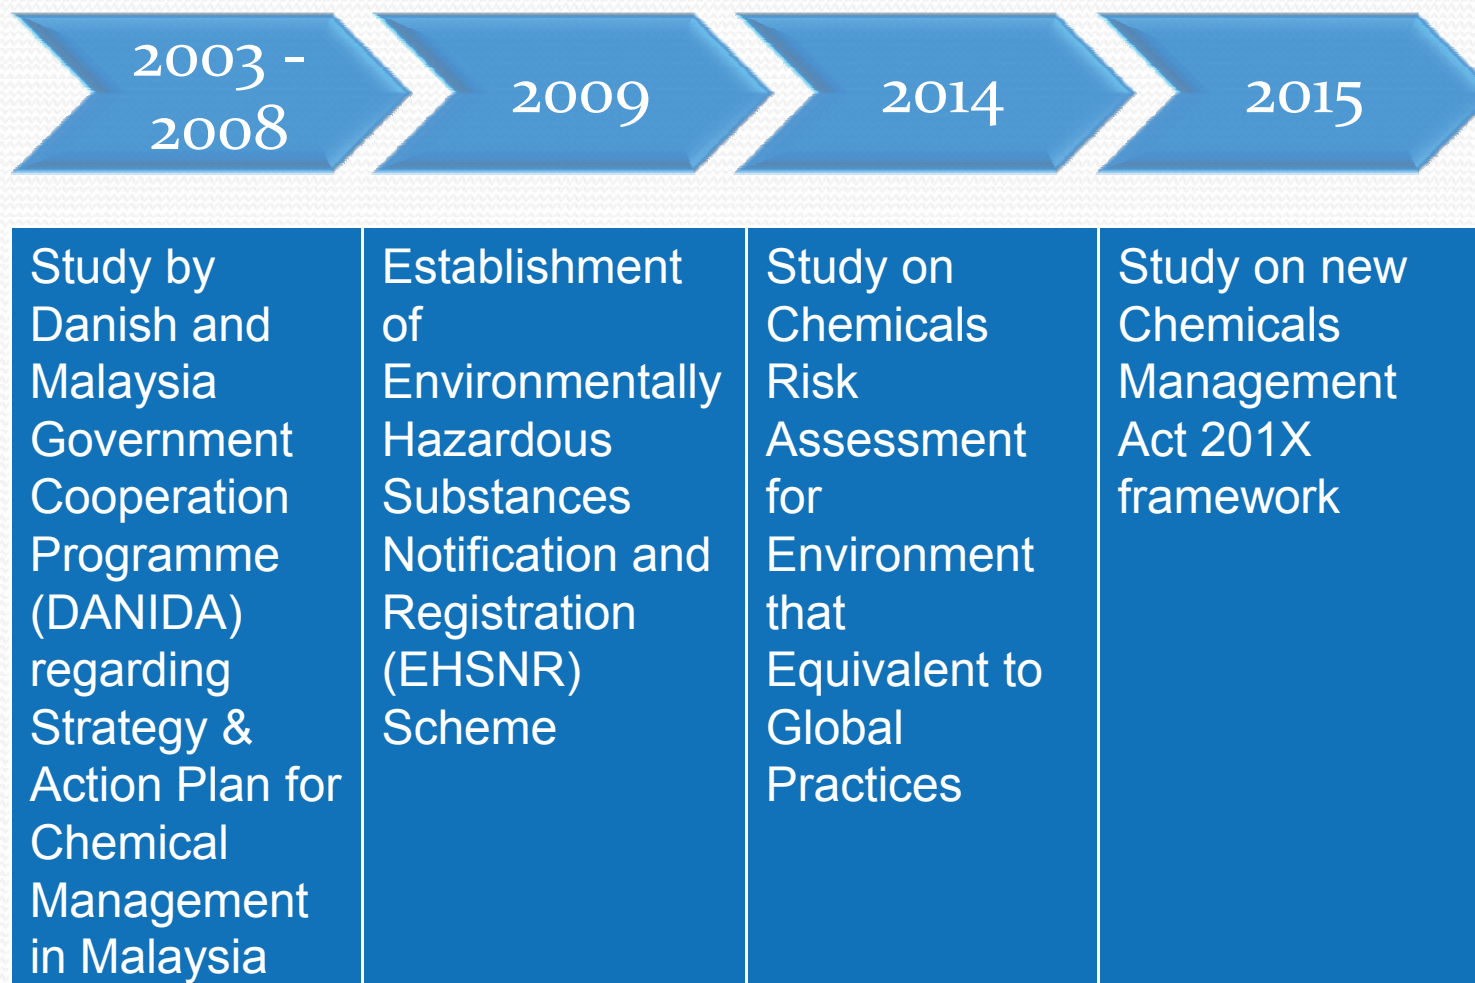 2003 -
2008
2009
2014
2015
Study by
Danish and
Malaysia
Government
Cooperation
Programme
(DANIDA)
regarding
Strategy &
Action Plan for
Chemical
Management
in Malaysia
Establishment
of
Environmentally
Hazardous
Substances
Notification and
Registration
(EHSNR)
Scheme
Study on
Chemicals
Risk
Assessment
for
Environment
that
Equivalent to
Global
Practices
Study on new
Chemicals
Management
Act 201X
framework